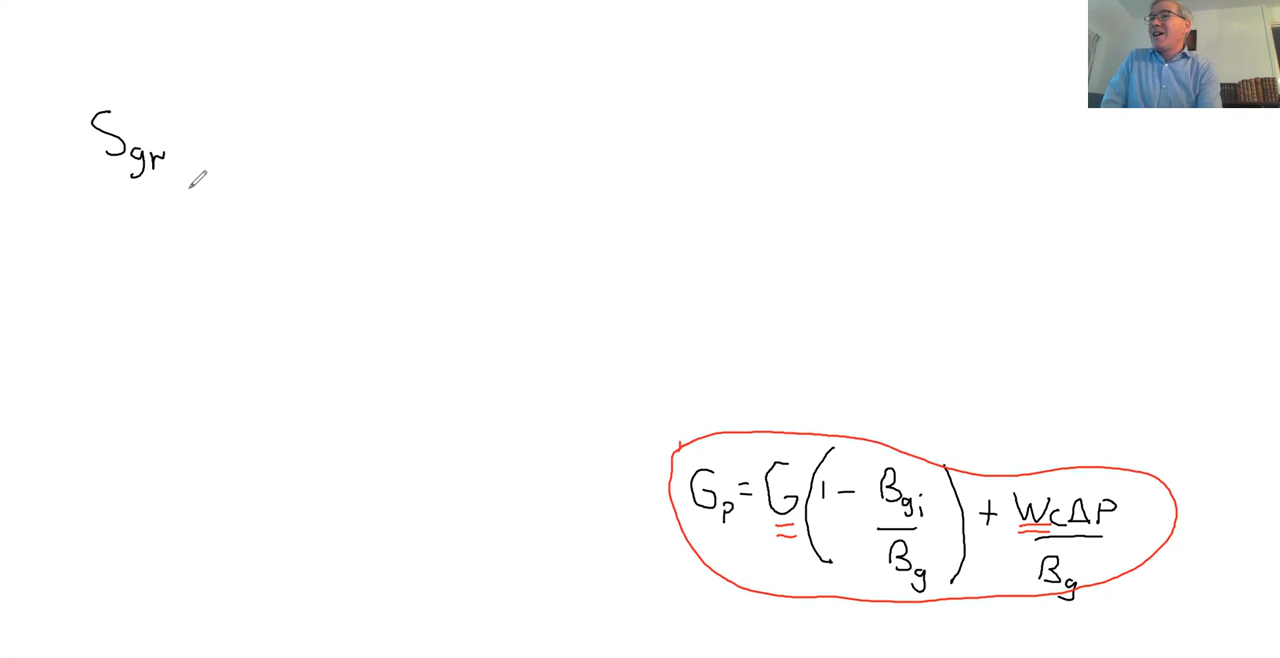 Sgr
Gp = G (1 - Bgi / Bg) + WcΔP / Bg